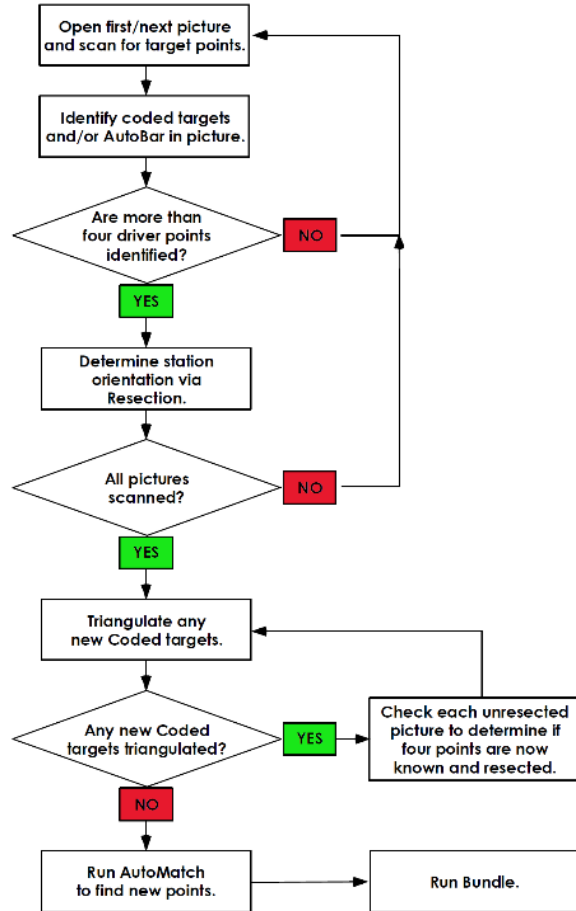 Open first/next picture
and scan for target points.
Identify coded targets
and/or AutoBar in picture.
Are more than
four driver points
identified?
NO
YES
Determine station
orientation via
Resection.
All pictures
scanned?
NO
YES
Triangulate any
new Coded targets.
Any new Coded
targets triangulated?
YES
Check each unresected
picture to determine if
four points are now
known and resected.
NO
Run AutoMatch
to find new points.
Run Bundle.